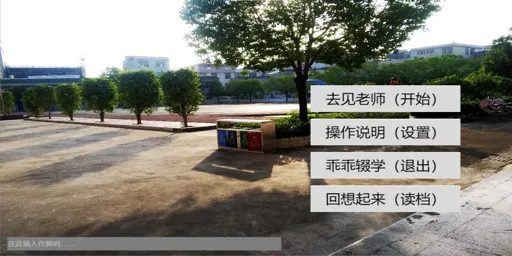 去见老师（开始）
操作说明（设置）
乖乖辍学（退出）
回想起来（读档）
在此输入作弊码……